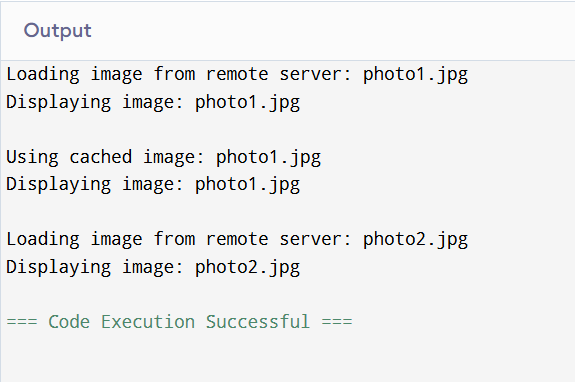 Output
Loading image from remote server: photo1.jpg
Displaying image: photo1.jpg
Using cached image: photo1.jpg
Displaying image: photo1.jpg
Loading image from remote server: photo2.jpg
Displaying image: photo2.jpg
=== Code Execution Successful ===